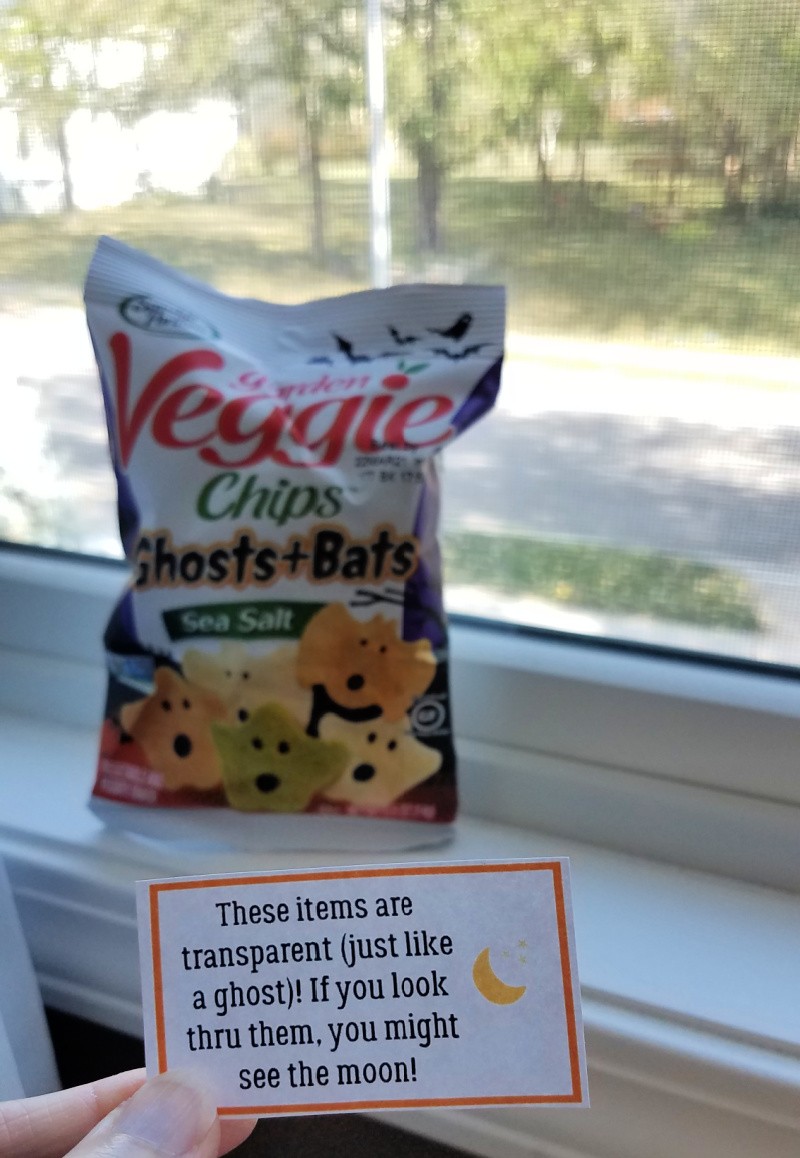 Garden
Veggie
Chips
Ghosts+Bats
Sea Salt
These items are
transparent (just like
a ghost)! If you look
thru them, you might
see the moon!